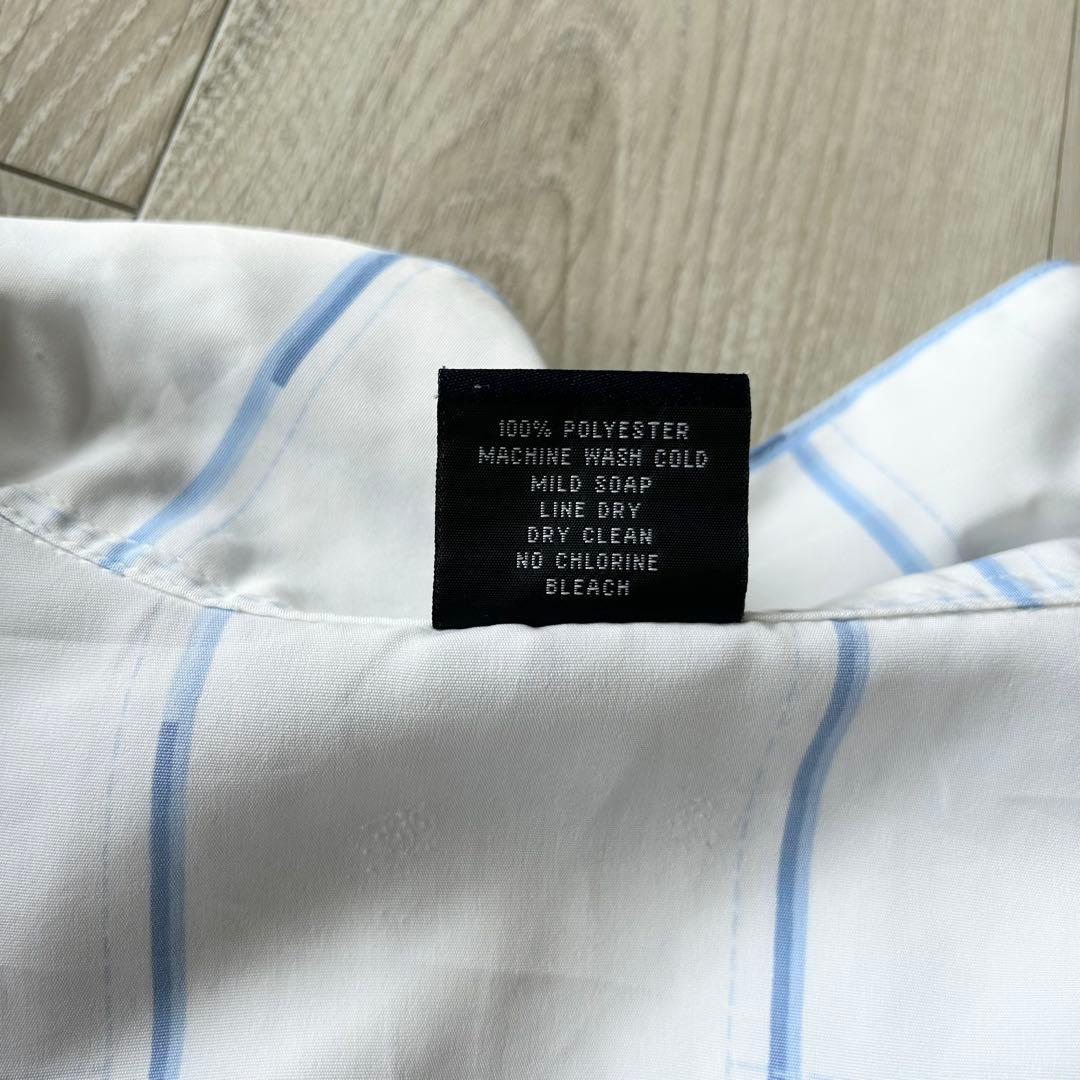 100% POLYESTER
MACHINE WASH COLD
MILD SOAP
LINE DRY
DRY CLEAN
NO CHLORINE
BLEACH